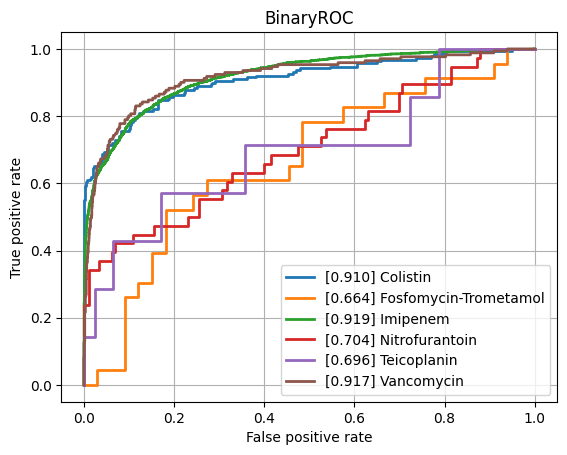 BinaryROC
True positive rate
1.0
0.8
0.6
0.4
0.2
0.0
[0.910] Colistin
[0.664] Fosfomycin-Trometamol
[0.919] Imipenem
[0.704] Nitrofurantoin
[0.696] Teicoplanin
[0.917] Vancomycin
0.0 0.2 0.4 0.6 0.8 1.0
False positive rate